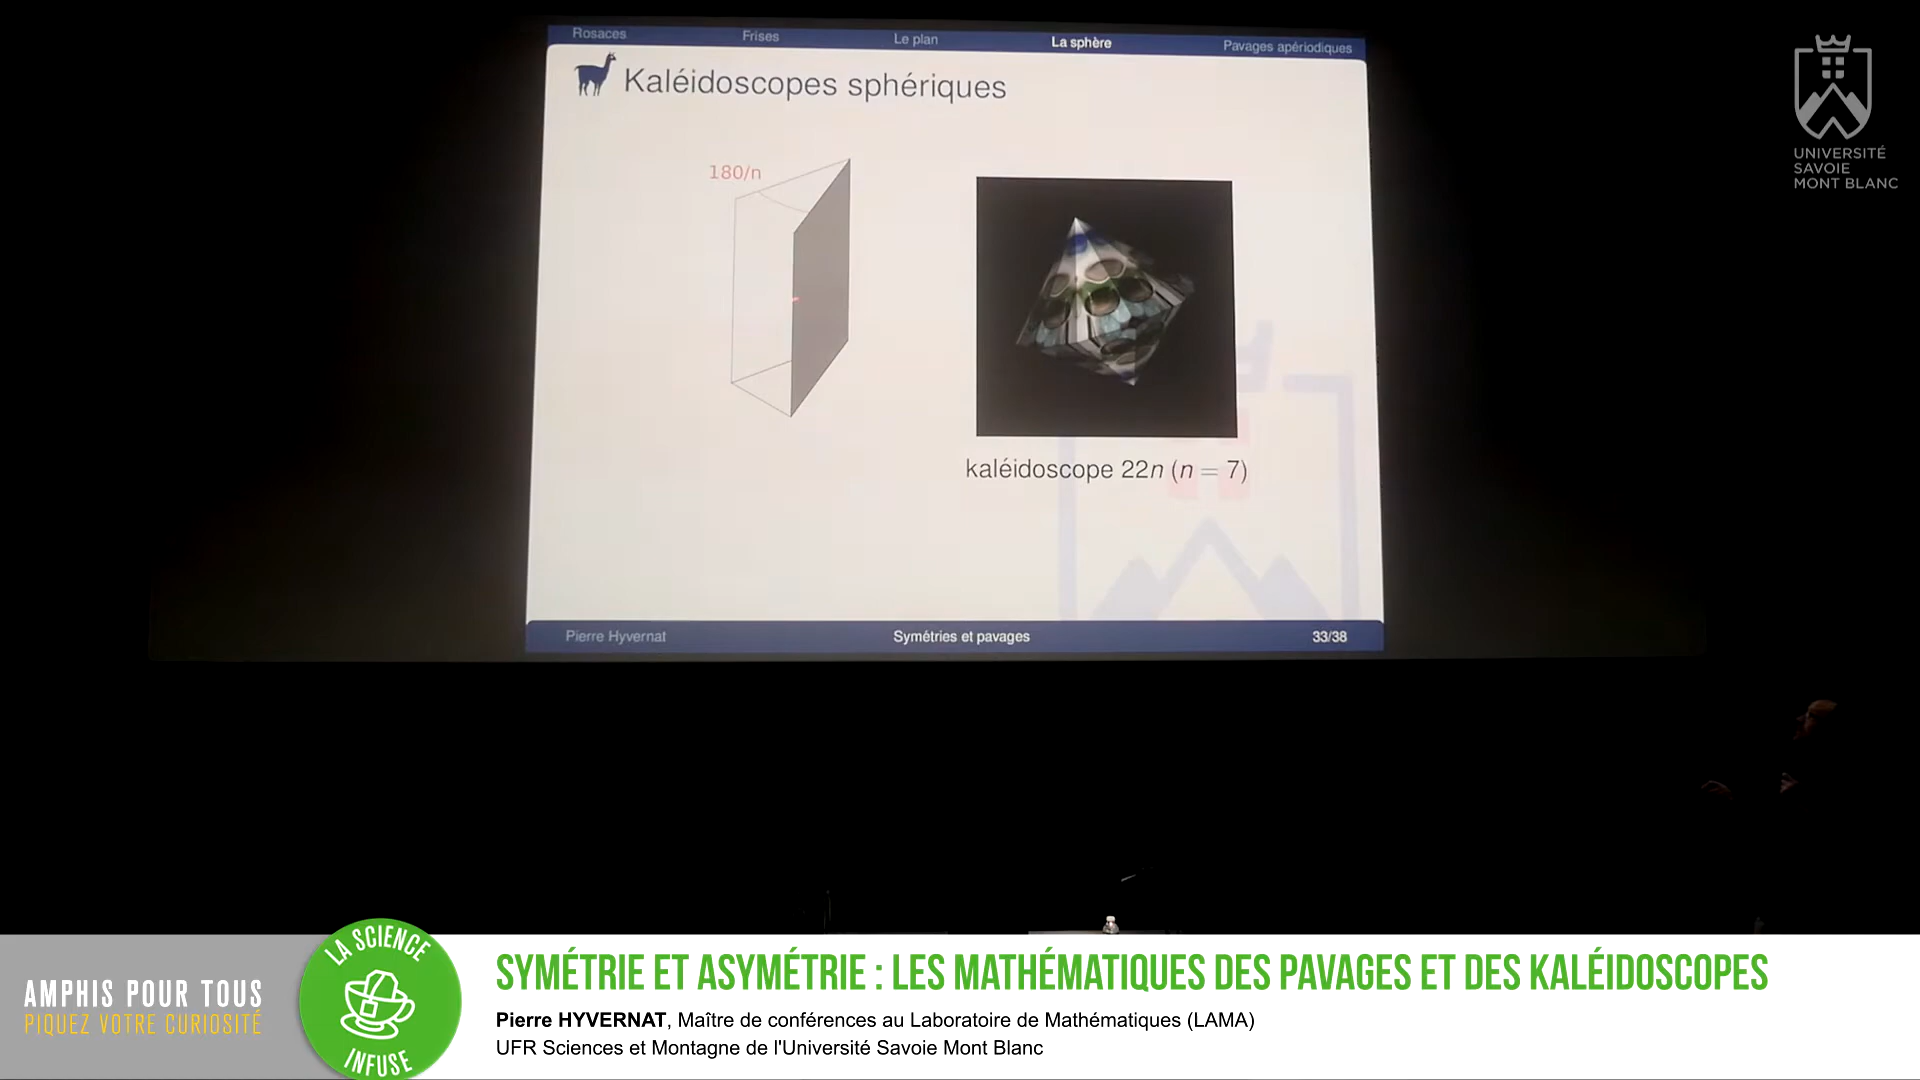 Rosaces
Frises
Le plan
La sphère
Pavages apériodiques
Kaléidoscopes sphériques
180/n
kaléidoscope 22n (n = 7)
Pierre Hyvernat
Symétries et pavages
33/38
UNIVERSITÉ
SAVOIE
MONT BLANC
AMPHIS POUR TOUS
PIQUEZ VOTRE CURIOSITÉ
LA SCIENCE
INFUSE
SYMÉTRIE ET ASYMÉTRIE : LES MATHÉMATIQUES DES PAVAGES ET DES KALÉIDOSCOPES
Pierre HYVERNAT, Maître de conférences au Laboratoire de Mathématiques (LAMA)
UFR Sciences et Montagne de l'Université Savoie Mont Blanc